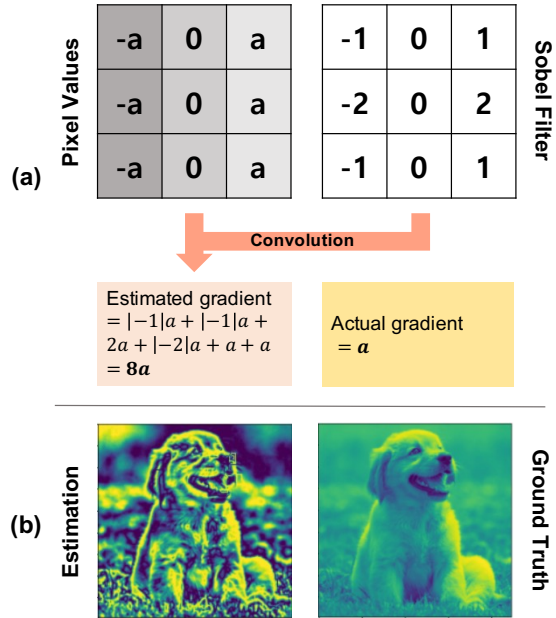 Pixel Values
-a 0 a
-a 0 a
-a 0 a
-1 0 1
-2 0 2
-1 0 1
Sobel Filter
(a)
Convolution
Estimated gradient
= |−1|a + |−1|a +
2a + |−2|a + a + a
= 8a
Actual gradient
= a
(b)
Estimation
Ground Truth